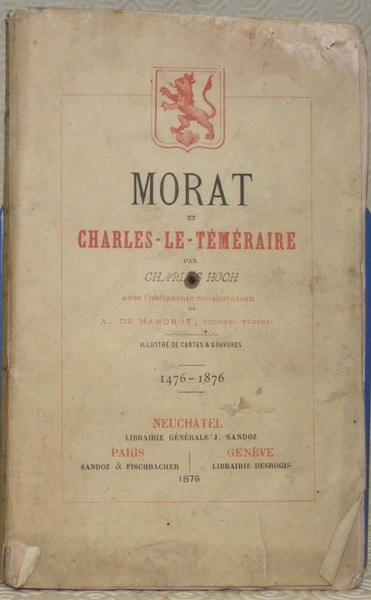 MORAT
ET
CHARLES-LE-TÉMÉRAIRE
PAR
CHARLES HOCH
avec l'obligeante collaboration
DE
A. DE MANDROT, COLONEL FÉDÉRAL
ILLUSTRÉ DE CARTES & GRAVURES
1476-1876
NEUCHATEL
LIBRAIRIE GÉNÉRALE J. SANDOZ
PARIS
SANDOZ & FISCHBACHER
GENÈVE
LIBRAIRIE DESROGIS
1876